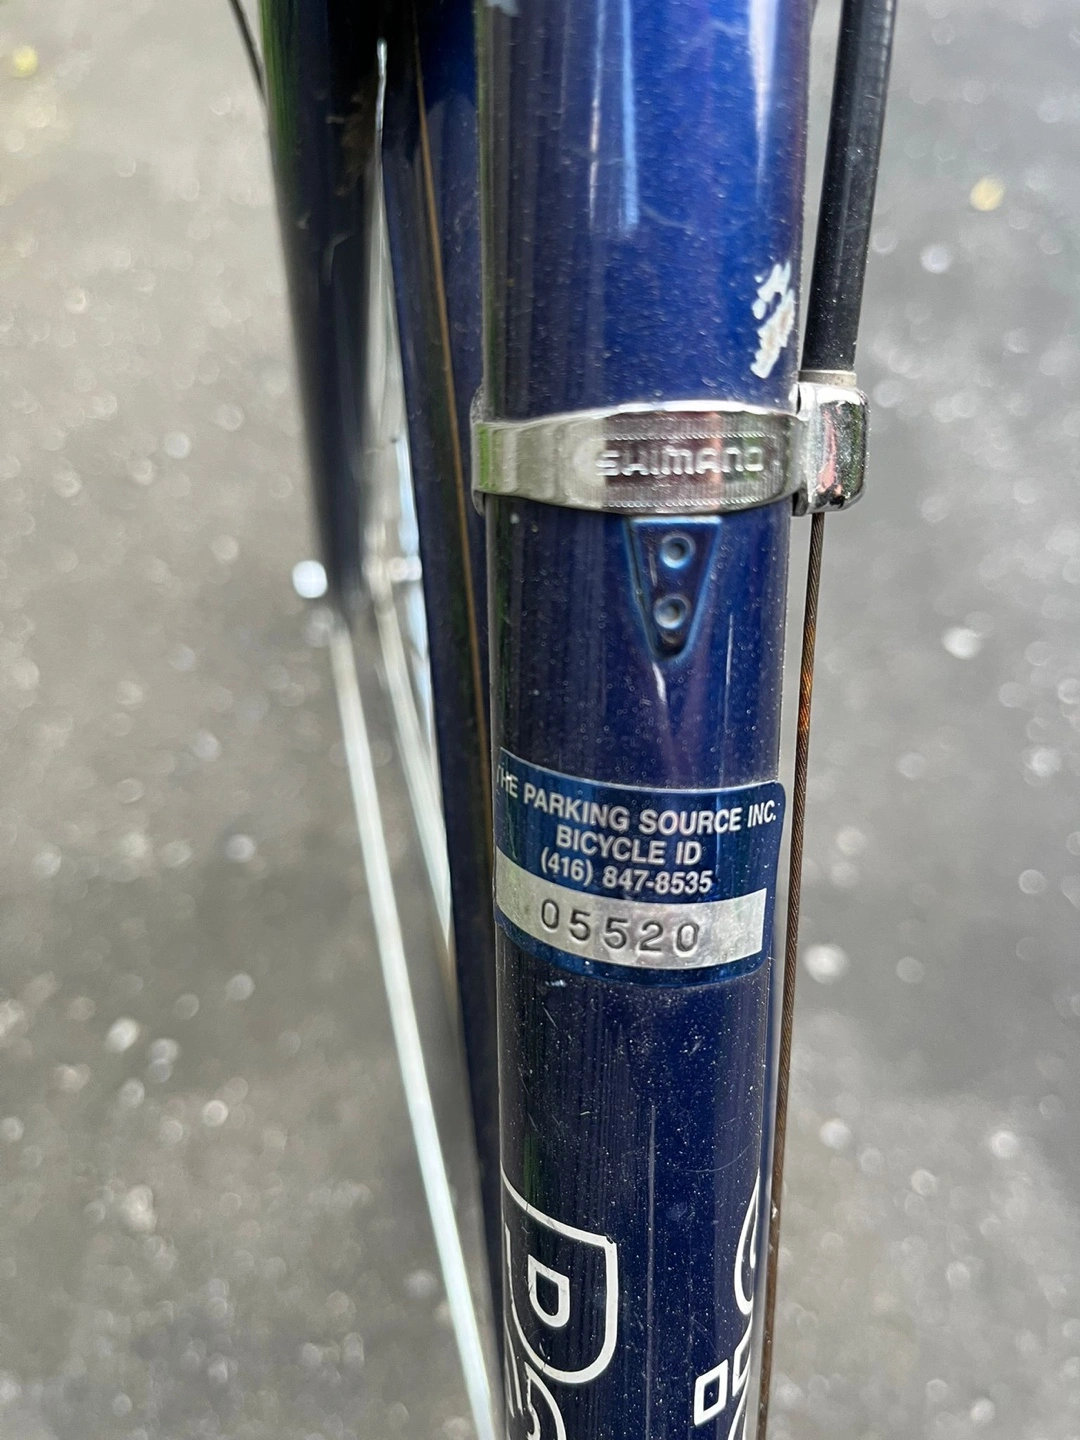 SHIMANO
THE PARKING SOURCE INC.
BICYCLE ID
(416) 847-8535
05520